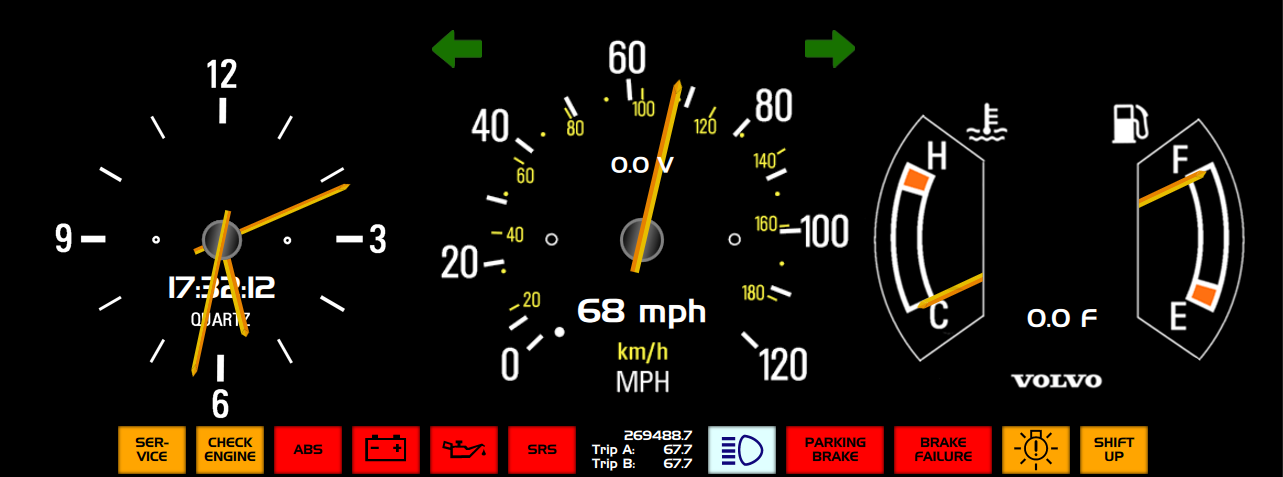 12
9
3
17:32:12
QUARTZ
6
60
100
40
80
80
120
60
0.0 V
140
40
160
100
20
20
180
68 mph
0
km/h
MPH
120
H
C
F
E
0.0 F
VOLVO
SER-
VICE
CHECK
ENGINE
ABS
- +
SRS
269488.7
Trip A: 67.7
Trip B: 67.7
PARKING
BRAKE
BRAKE
FAILURE
!
SHIFT
UP